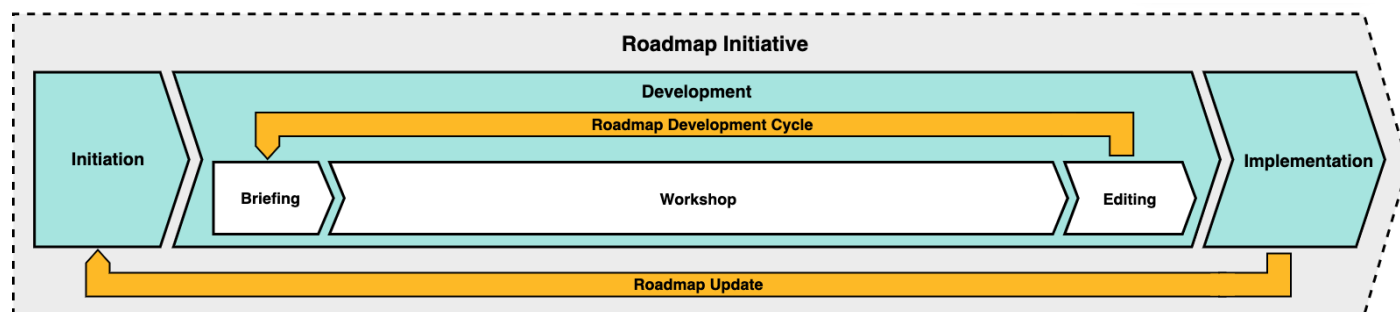 Roadmap Initiative
Development
Roadmap Development Cycle
Initiation
Implementation
Briefing
Workshop
Editing
Roadmap Update